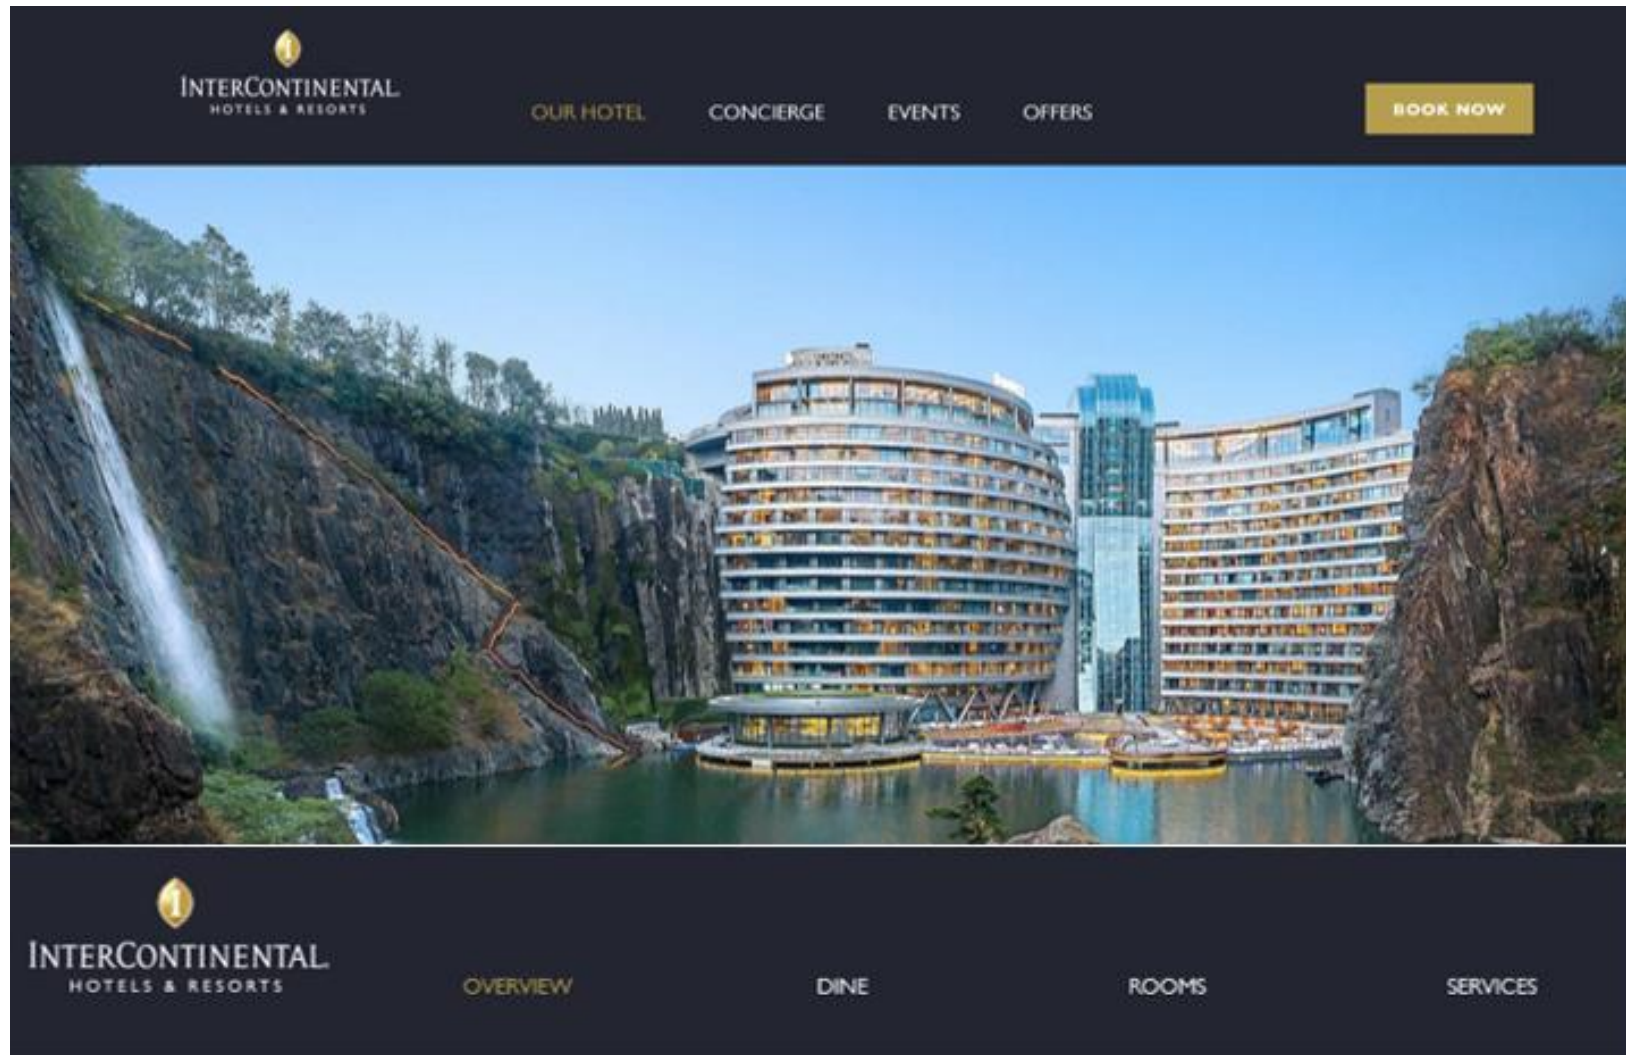 INTERCONTINENTAL
HOTELS & RESORTS
OUR HOTEL CONCIERGE EVENTS OFFERS
BOOK NOW
INTERCONTINENTAL
HOTELS & RESORTS
OVERVIEW DINE ROOMS SERVICES